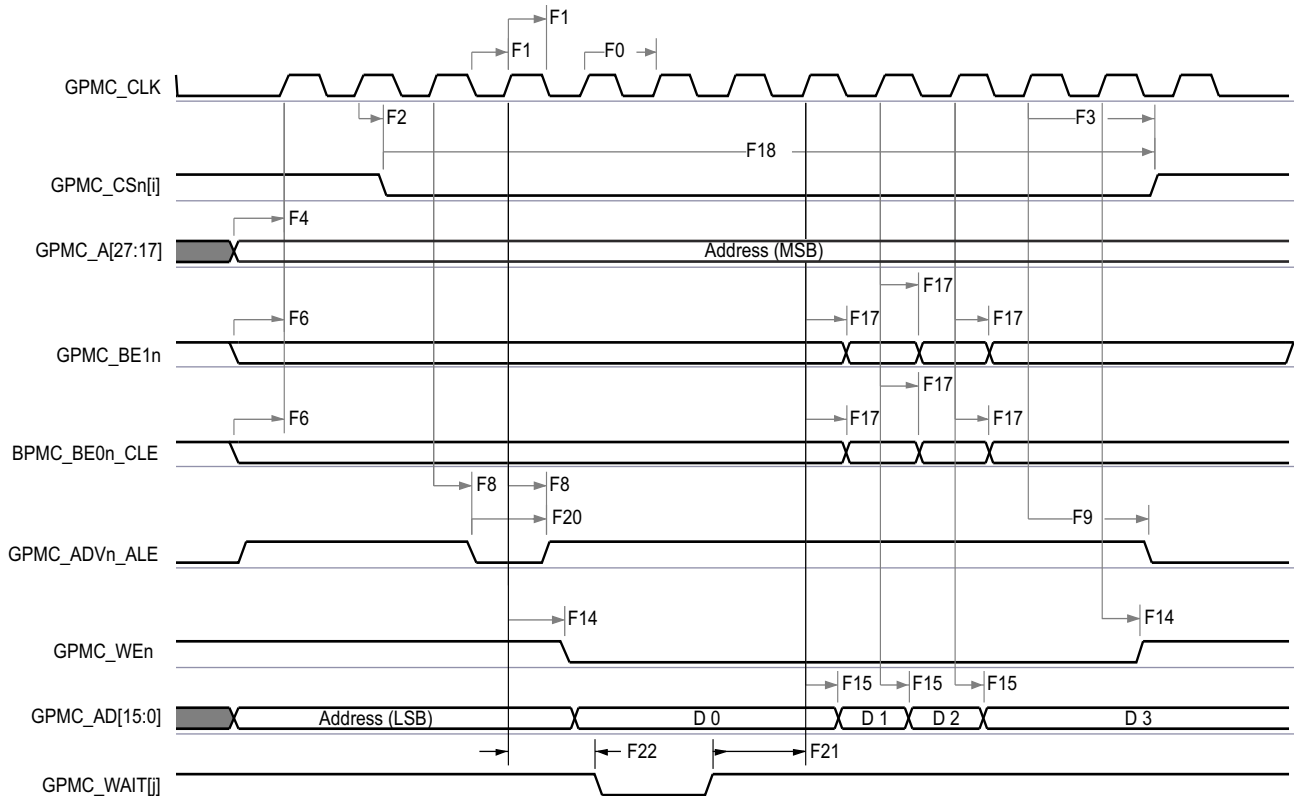 F1
F1
F0
GPMC_CLK
F2
F3
F18
GPMC_CSn[i]
F4
GPMC_A[27:17]
Address (MSB)
F17
F6
F17
F17
GPMC_BE1n
F17
F6
F17
F17
BPMC_BE0n_CLE
F8
F8
F20
F9
GPMC_ADVn_ALE
F14
F14
GPMC_WEn
F15
F15
F15
GPMC_AD[15:0]
Address (LSB)
D 0
D 1
D 2
D 3
F22
F21
GPMC_WAIT[j]